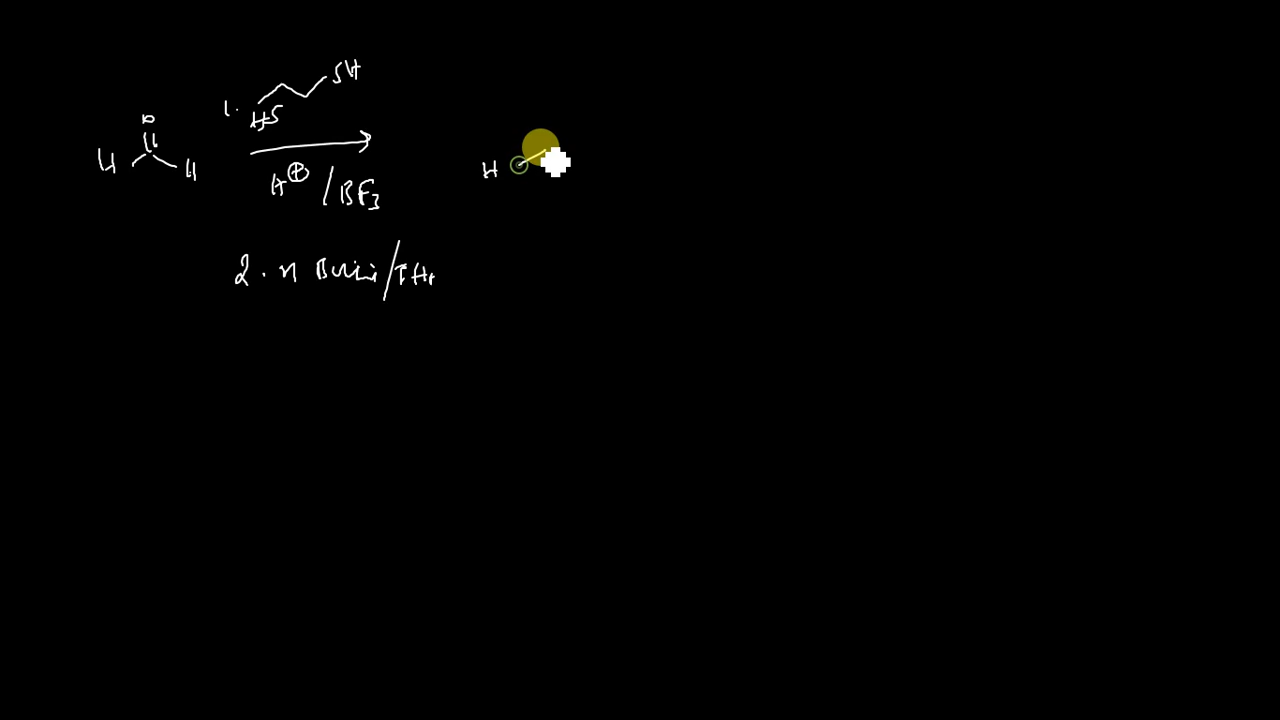 SH
1. HS
O
H H
H⊕ / BF3
H
2. n BuLi / THF